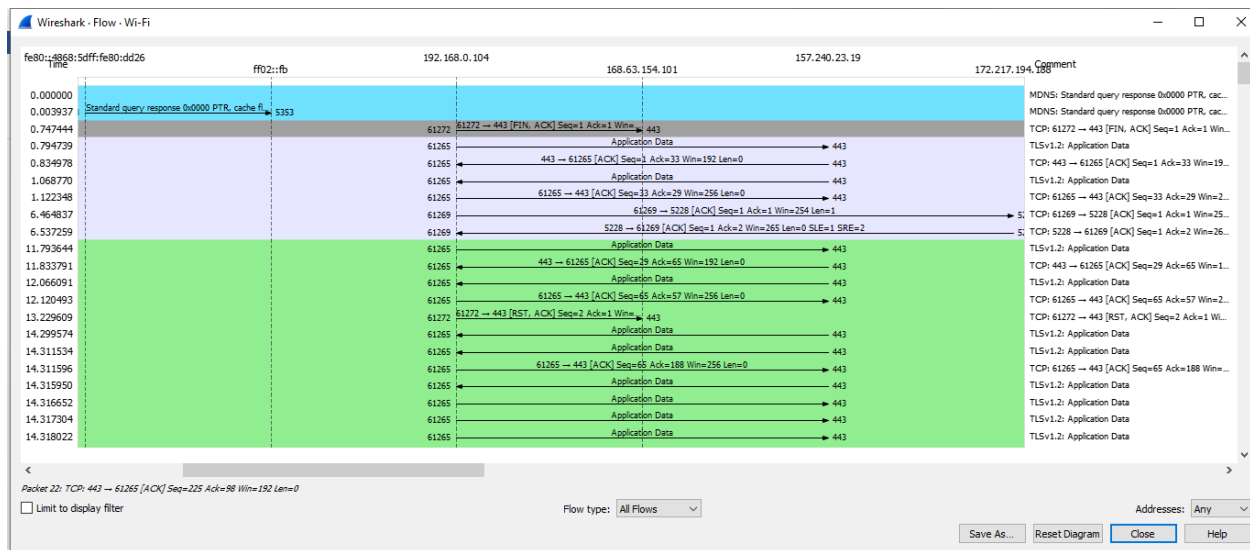 Wireshark · Flow · Wi-Fi
fe80::4868:5dff:fe80:dd26 192.168.0.104 157.240.23.19
Time ff02::fb 168.63.154.101 172.217.194.188 Comment
0.000000 MDNS: Standard query response 0x0000 PTR, cac...
0.003937 Standard query response 0x0000 PTR, cache fl... 5353 MDNS: Standard query response 0x0000 PTR, cac...
0.747444 61272 61272 → 443 [FIN, ACK] Seq=1 Ack=1 Win=... 443 TCP: 61272 → 443 [FIN, ACK] Seq=1 Ack=1 Win...
0.794739 61265 Application Data 443 TLSv1.2: Application Data
0.834978 61265 443 → 61265 [ACK] Seq=1 Ack=33 Win=192 Len=0 443 TCP: 443 → 61265 [ACK] Seq=1 Ack=33 Win=19...
1.068770 61265 Application Data 443 TLSv1.2: Application Data
1.122348 61265 61265 → 443 [ACK] Seq=33 Ack=29 Win=256 Len=0 443 TCP: 61265 → 443 [ACK] Seq=33 Ack=29 Win=2...
6.464837 61269 61269 → 5228 [ACK] Seq=1 Ack=1 Win=254 Len=1 TCP: 61269 → 5228 [ACK] Seq=1 Ack=1 Win=25...
6.537259 61269 5228 → 61269 [ACK] Seq=1 Ack=2 Win=265 Len=0 SLE=1 SRE=2 TCP: 5228 → 61269 [ACK] Seq=1 Ack=2 Win=26...
11.793644 61265 Application Data 443 TLSv1.2: Application Data
11.833791 61265 443 → 61265 [ACK] Seq=29 Ack=65 Win=192 Len=0 443 TCP: 443 → 61265 [ACK] Seq=29 Ack=65 Win=1...
12.066091 61265 Application Data 443 TLSv1.2: Application Data
12.120493 61265 61265 → 443 [ACK] Seq=65 Ack=57 Win=256 Len=0 443 TCP: 61265 → 443 [ACK] Seq=65 Ack=57 Win=2...
13.229609 61272 61272 → 443 [RST, ACK] Seq=2 Ack=1 Win=... 443 TCP: 61272 → 443 [RST, ACK] Seq=2 Ack=1 Wi...
14.299574 61265 Application Data 443 TLSv1.2: Application Data
14.311534 61265 Application Data 443 TLSv1.2: Application Data
14.311596 61265 61265 → 443 [ACK] Seq=65 Ack=188 Win=256 Len=0 443 TCP: 61265 → 443 [ACK] Seq=65 Ack=188 Win=...
14.315950 61265 Application Data 443 TLSv1.2: Application Data
14.316652 61265 Application Data 443 TLSv1.2: Application Data
14.317304 61265 Application Data 443 TLSv1.2: Application Data
14.318022 61265 Application Data 443 TLSv1.2: Application Data
Packet 22: TCP: 443 → 61265 [ACK] Seq=225 Ack=98 Win=192 Len=0
Limit to display filter Flow type: All Flows Addresses: Any
Save As... Reset Diagram Close Help